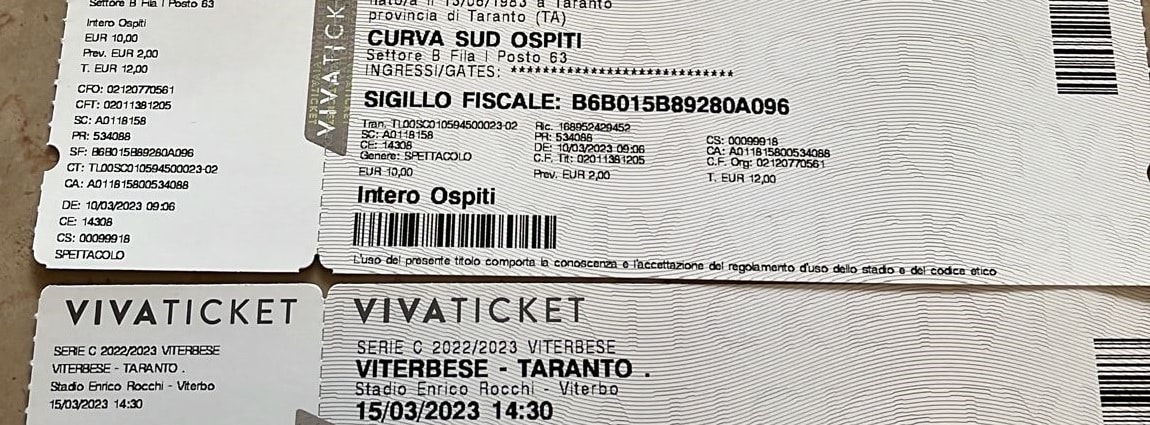 Settore B Fila I Posto 63
Intero Ospiti
EUR 10,00
Prev. EUR 2,00
T. EUR 12,00
CFO: 02120770561
CFT: 02011381205
SC: A0118158
PR: 534088
SF: B6B015B89280A096
CT: TL00SC010594500023-02
CA: A011815800534088
DE: 10/03/2023 09:06
CE: 14308
CS: 00099918
SPETTACOLO
VIVATICKET
nato/a il 13/06/1983 a Taranto
provincia di Taranto (TA)
CURVA SUD OSPITI
Settore B Fila I Posto 63
INGRESSI/GATES: ****************************
SIGILLO FISCALE: B6B015B89280A096
Tran. TL00SC010594500023-02 Ric. 168952429452
SC: A0118158 PR: 534088 CS: 00099918
CE: 14308 DE: 10/03/2023 09:06 CA: A011815800534088
Genere: SPETTACOLO C.F. Tit: 02011381205 C.F. Org: 02120770561
EUR 10,00 Prev. EUR 2,00 T. EUR 12,00
Intero Ospiti
L'uso del presente titolo comporta la conoscenza e l'accettazione del regolamento d'uso dello stadio e del codice etico
VIVATICKET
SERIE C 2022/2023 VITERBESE
VITERBESE - TARANTO .
Stadio Enrico Rocchi - Viterbo
15/03/2023 14:30
VIVATICKET
SERIE C 2022/2023 VITERBESE
VITERBESE - TARANTO .
Stadio Enrico Rocchi - Viterbo
15/03/2023 14:30